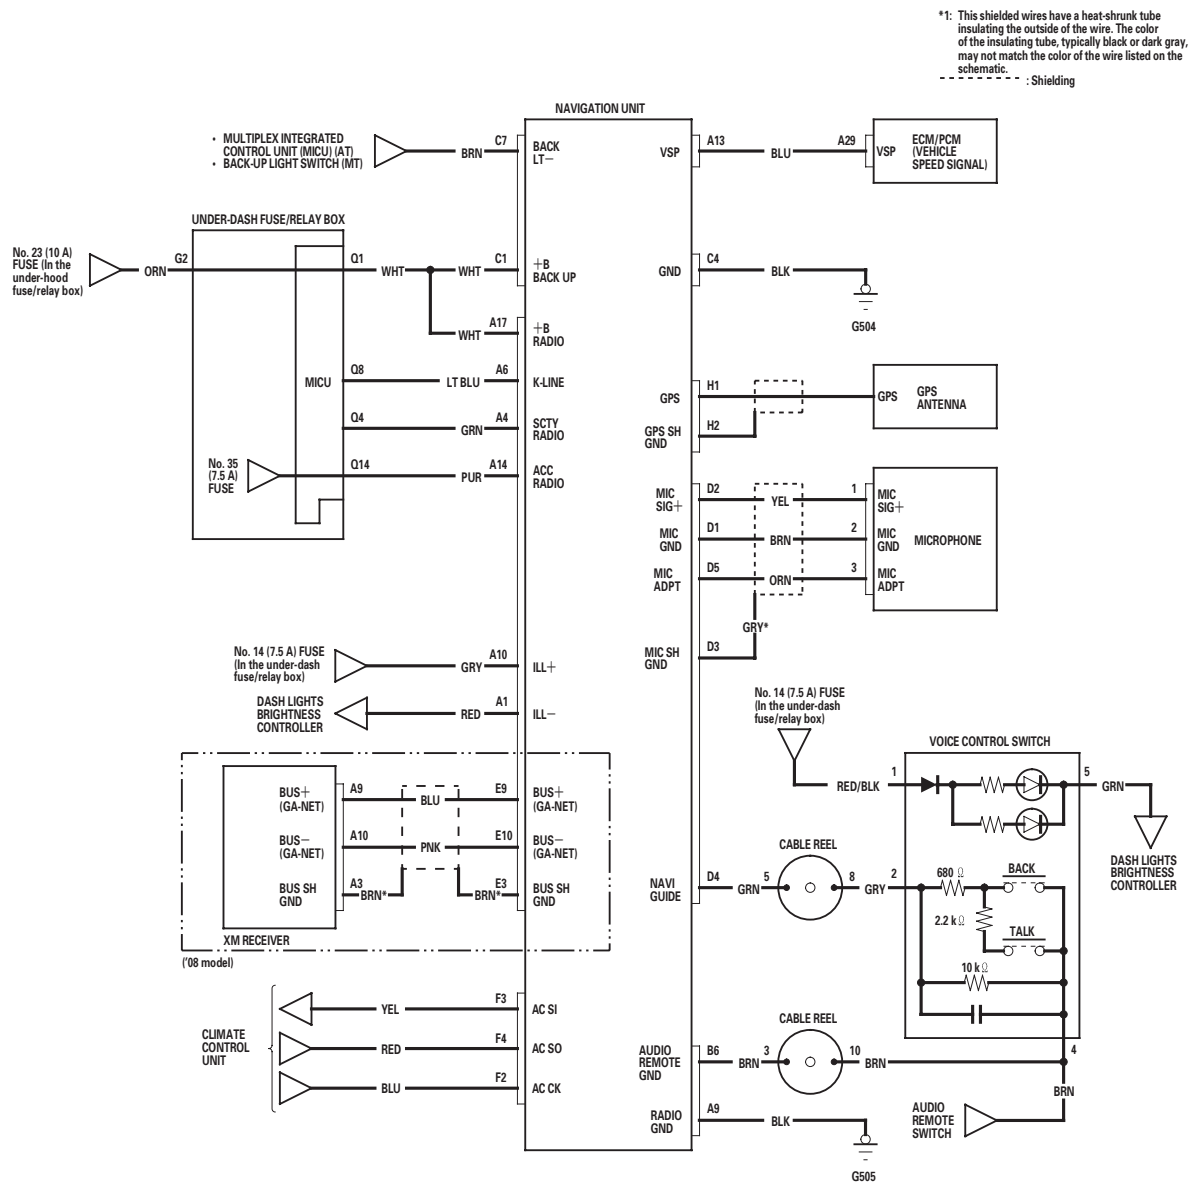 *1: This shielded wires have a heat-shrunk tube
insulating the outside of the wire. The color
of the insulating tube, typically black or dark gray,
may not match the color of the wire listed on the
schematic.
: Shielding
NAVIGATION UNIT
• MULTIPLEX INTEGRATED
CONTROL UNIT (MICU) (AT)
• BACK-UP LIGHT SWITCH (MT)
BRN
C7
BACK
LT−
VSP
A13
BLU
A29
VSP
ECM/PCM
(VEHICLE
SPEED SIGNAL)
UNDER-DASH FUSE/RELAY BOX
No. 23 (10 A)
FUSE (In the
under-hood
fuse/relay box)
ORN
G2
Q1
WHT
WHT
C1
+B
BACK UP
GND
C4
BLK
G504
WHT
A17
+B
RADIO
MICU
Q8
LT BLU
A6
K-LINE
Q4
GRN
A4
SCTY
RADIO
No. 35
(7.5 A)
FUSE
Q14
PUR
A14
ACC
RADIO
GPS
H1
GPS
GPS
ANTENNA
GPS SH
GND
H2
MIC
SIG+
D2
YEL
1
MIC
SIG+
MIC
GND
D1
BRN
2
MIC
GND
MICROPHONE
MIC
ADPT
D5
ORN
3
MIC
ADPT
GRY*
MIC SH
GND
D3
No. 14 (7.5 A) FUSE
(In the under-dash
fuse/relay box)
GRY
A10
ILL+
DASH LIGHTS
BRIGHTNESS
CONTROLLER
RED
A1
ILL−
No. 14 (7.5 A) FUSE
(In the under-dash
fuse/relay box)
VOICE CONTROL SWITCH
RED/BLK
1
5
GRN
DASH LIGHTS
BRIGHTNESS
CONTROLLER
BUS+
(GA-NET)
A9
BLU
E9
BUS+
(GA-NET)
BUS−
(GA-NET)
A10
PNK
E10
BUS−
(GA-NET)
BUS SH
GND
A3
BRN*
BRN*
E3
BUS SH
GND
XM RECEIVER
('08 model)
NAVI
GUIDE
D4
GRN
5
CABLE REEL
8
GRY
2
680 Ω
BACK
2.2 k Ω
TALK
10 k Ω
CLIMATE
CONTROL
UNIT
YEL
F3
AC SI
RED
F4
AC SO
BLU
F2
AC CK
AUDIO
REMOTE
GND
B6
BRN
3
CABLE REEL
10
BRN
4
BRN
AUDIO
REMOTE
SWITCH
RADIO
GND
A9
BLK
G505